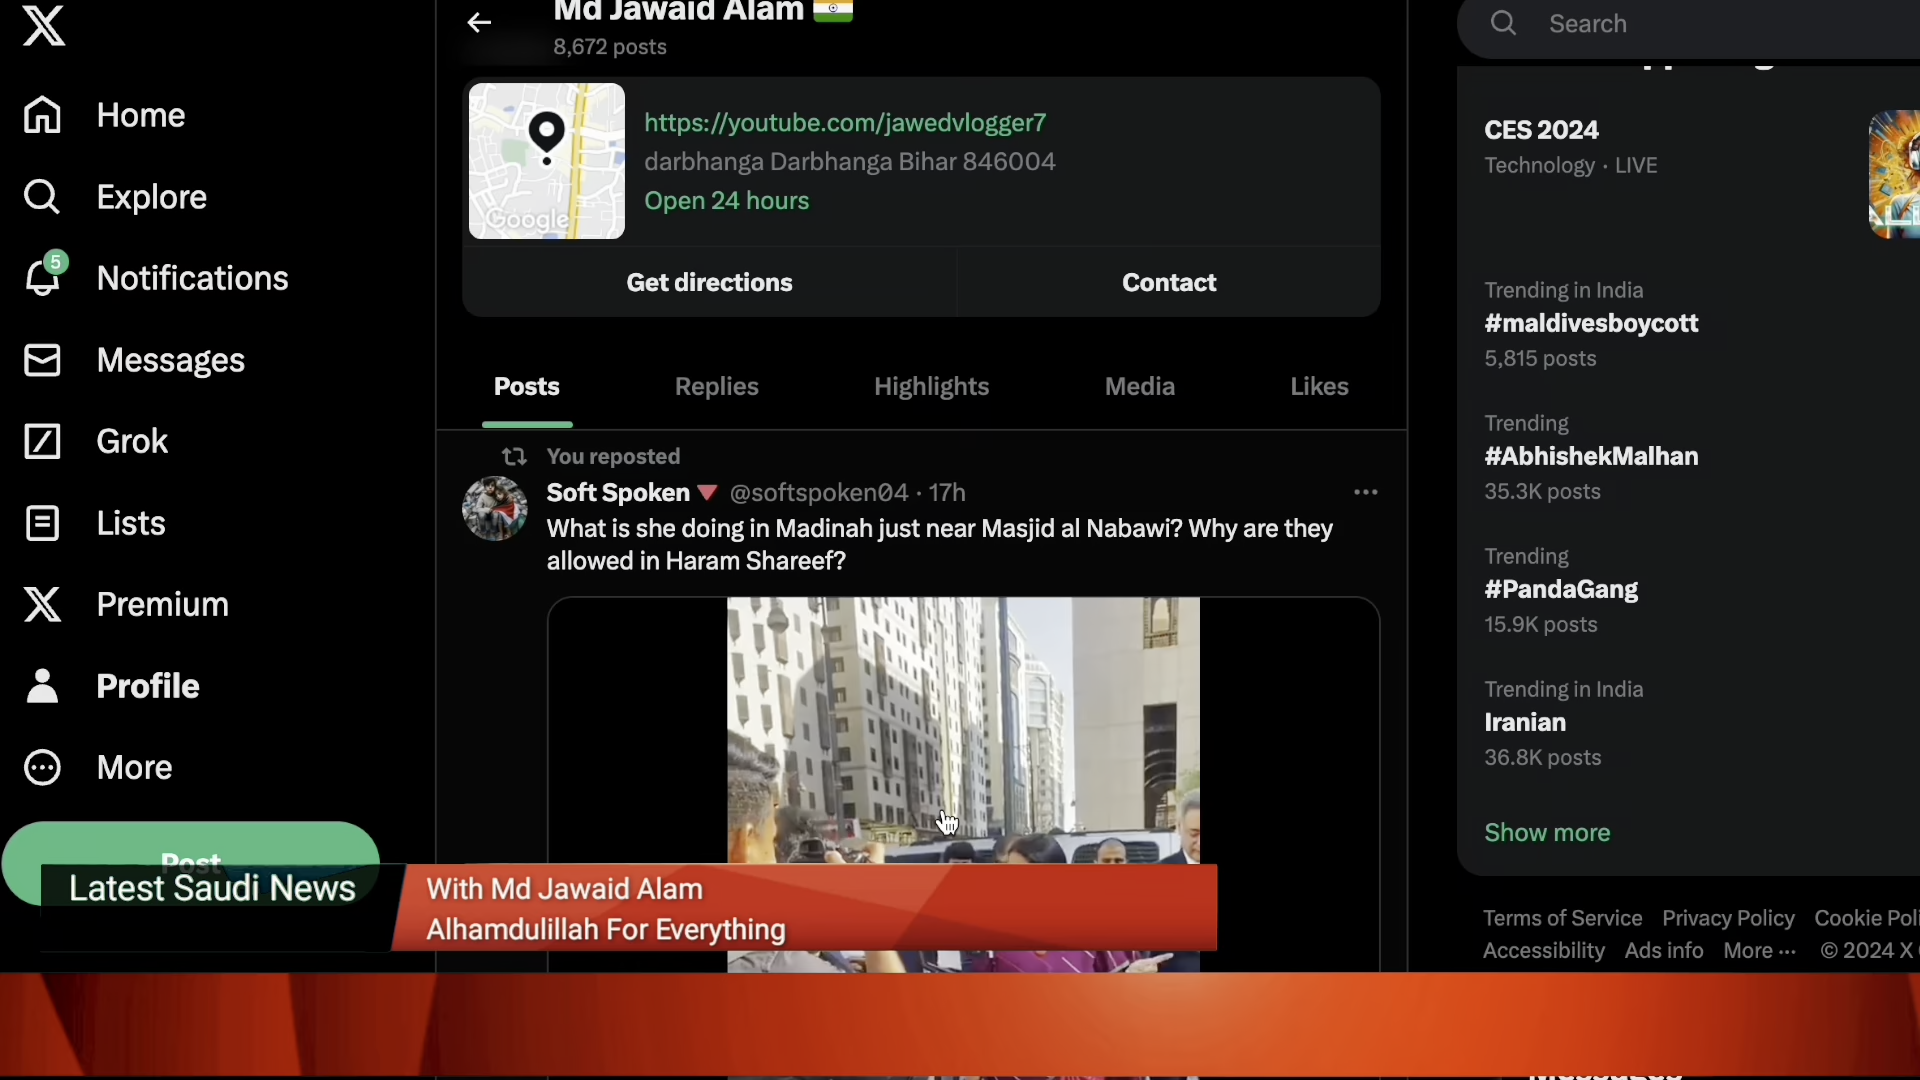 Md Jawaid Alam
8,672 posts
Home
Explore
5
Notifications
Messages
Grok
Lists
Premium
Profile
More
Post
https://youtube.com/jawedvlogger7
darbhanga Darbhanga Bihar 846004
Open 24 hours
Google
Get directions
Contact
Posts
Replies
Highlights
Media
Likes
You reposted
Soft Spoken @softspoken04 · 17h
What is she doing in Madinah just near Masjid al Nabawi? Why are they
allowed in Haram Shareef?
Latest Saudi News
With Md Jawaid Alam
Alhamdulillah For Everything
Search
CES 2024
Technology · LIVE
Trending in India
#maldivesboycott
5,815 posts
Trending
#AbhishekMalhan
35.3K posts
Trending
#PandaGang
15.9K posts
Trending in India
Iranian
36.8K posts
Show more
Terms of Service Privacy Policy Cookie Poli
Accessibility Ads info More ··· © 2024 X